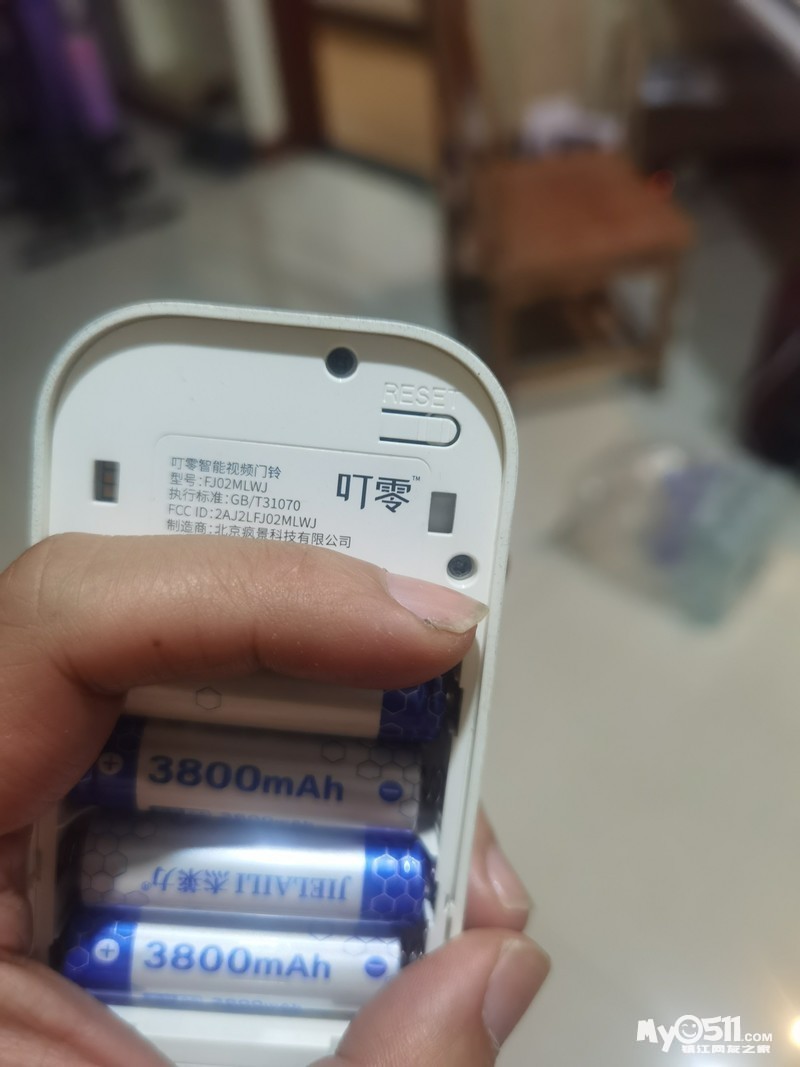 RESET
叮零智能视频门铃
型号:FJ02MLWJ
执行标准:GB/T31070
FCC ID:2AJ2LFJ02MLWJ
制造商:北京疯景科技有限公司
叮零™
3800mAh
JIELAILI 杰莱力®
3800mAh
MyO511.COM
镇江网友之家